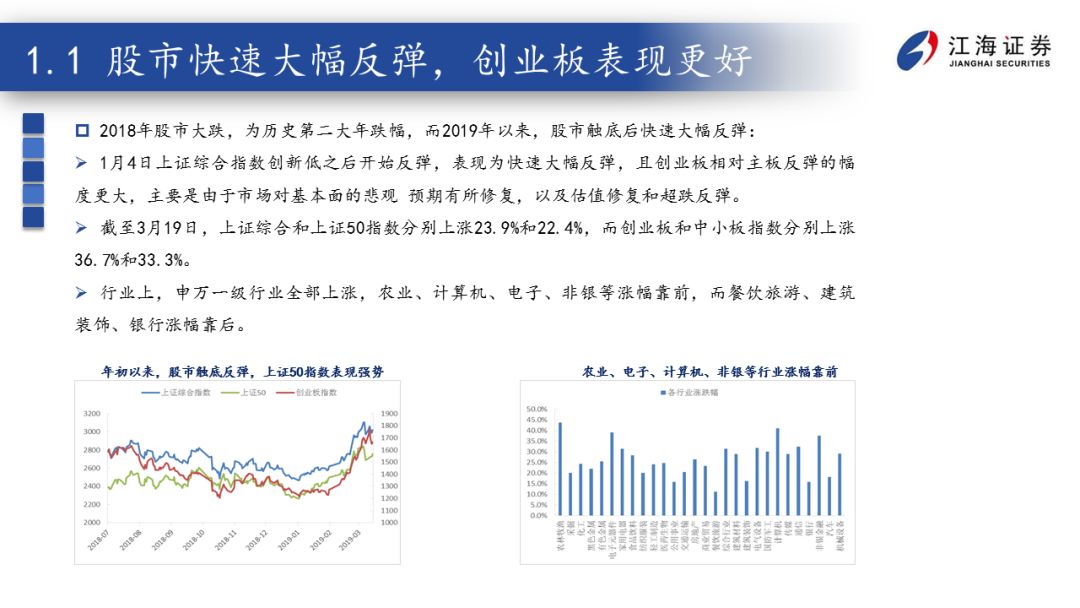 1.1 股市快速大幅反弹，创业板表现更好
江海证券
JIANGHAI SECURITIES
2018年股市大跌，为历史第二大年跌幅，而2019年以来，股市触底后快速大幅反弹：
1月4日上证综合指数创新低之后开始反弹，表现为快速大幅反弹，且创业板相对主板反弹的幅
度更大，主要是由于市场对基本面的悲观 预期有所修复，以及估值修复和超跌反弹。
截至3月19日，上证综合和上证50指数分别上涨23.9%和22.4%，而创业板和中小板指数分别上涨
36.7%和33.3%。
行业上，申万一级行业全部上涨，农业、计算机、电子、非银等涨幅靠前，而餐饮旅游、建筑
装饰、银行涨幅靠后。
年初以来，股市触底反弹，上证50指数表现强势
上证综合指数 上证50 创业板指数
3200
3000
2800
2600
2400
2200
2000
1900
1800
1700
1600
1500
1400
1300
1200
1100
1000
2018-07
2018-08
2018-09
2018-10
2018-11
2018-12
2019-01
2019-02
2019-03
农业、电子、计算机、非银等行业涨幅靠前
各行业涨跌幅
50.0%
45.0%
40.0%
35.0%
30.0%
25.0%
20.0%
15.0%
10.0%
5.0%
0.0%
农林牧渔
采掘
化工
黑色金属
有色金属
电子元器件
家用电器
食品饮料
纺织服装
轻工制造
医药生物
公用事业
交通运输
房地产
商业贸易
餐饮旅游
综合行业
建筑材料
建筑装饰
电气设备
国防军工
计算机
传媒
通信
银行
非银金融
汽车
机械设备